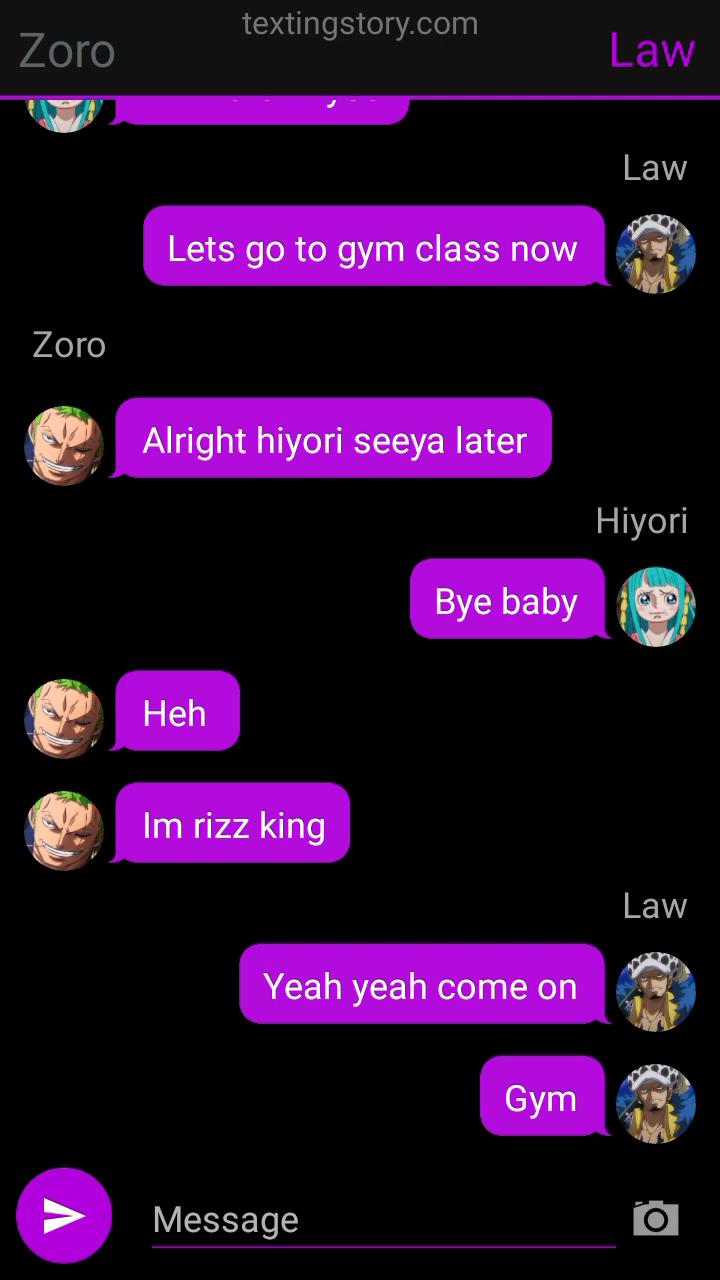 textingstory.com
Zoro
Law
Law
Lets go to gym class now
Zoro
Alright hiyori seeya later
Hiyori
Bye baby
Heh
Im rizz king
Law
Yeah yeah come on
Gym
Message